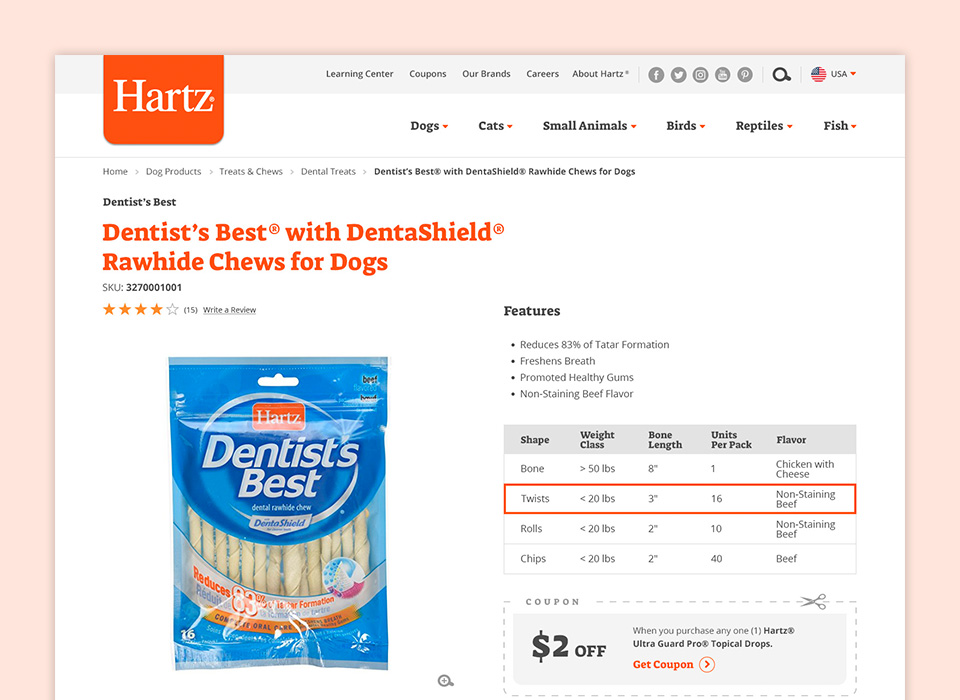 Learning Center Coupons Our Brands Careers About Hartz® USA
Hartz®
Dogs Cats Small Animals Birds Reptiles Fish
Home > Dog Products > Treats & Chews > Dental Treats > Dentist's Best® with DentaShield® Rawhide Chews for Dogs
Dentist's Best
Dentist's Best® with DentaShield®
Rawhide Chews for Dogs
SKU: 3270001001
(15) Write a Review
Features
• Reduces 83% of Tatar Formation
• Freshens Breath
• Promoted Healthy Gums
• Non-Staining Beef Flavor
beef
Hartz
Dentist's
Best
dental rawhide chew
DentaShield
Reduces 83% of Tartar Formation
COMPLETE ORAL CARE
16
Shape Weight Class Bone Length Units Per Pack Flavor
Bone > 50 lbs 8" 1 Chicken with Cheese
Twists < 20 lbs 3" 16 Non-Staining Beef
Rolls < 20 lbs 2" 10 Non-Staining Beef
Chips < 20 lbs 2" 40 Beef
COUPON
$2 OFF
When you purchase any one (1) Hartz®
Ultra Guard Pro® Topical Drops.
Get Coupon